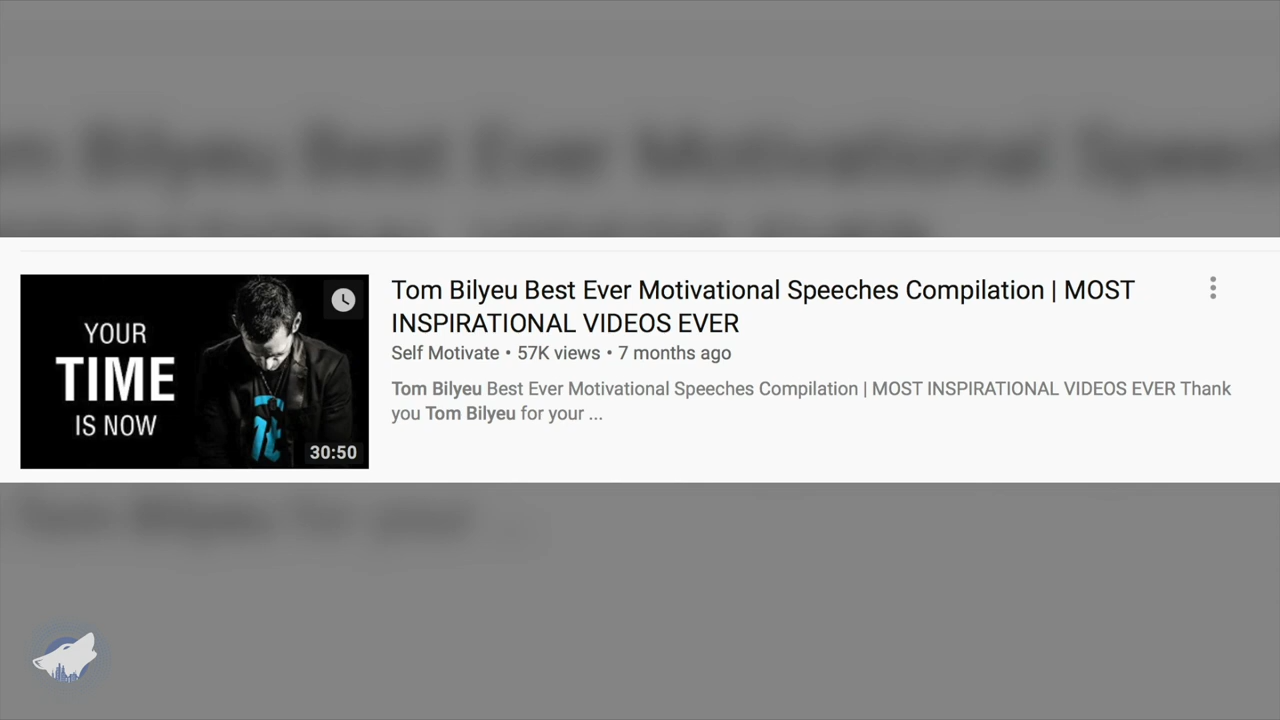 Tom Bilyeu Best Ever Motivational Speeches Compilation | MOST
INSPIRATIONAL VIDEOS EVER
Self Motivate • 57K views • 7 months ago
Tom Bilyeu Best Ever Motivational Speeches Compilation | MOST INSPIRATIONAL VIDEOS EVER Thank
you Tom Bilyeu for your ...
YOUR
TIME
IS NOW
30:50